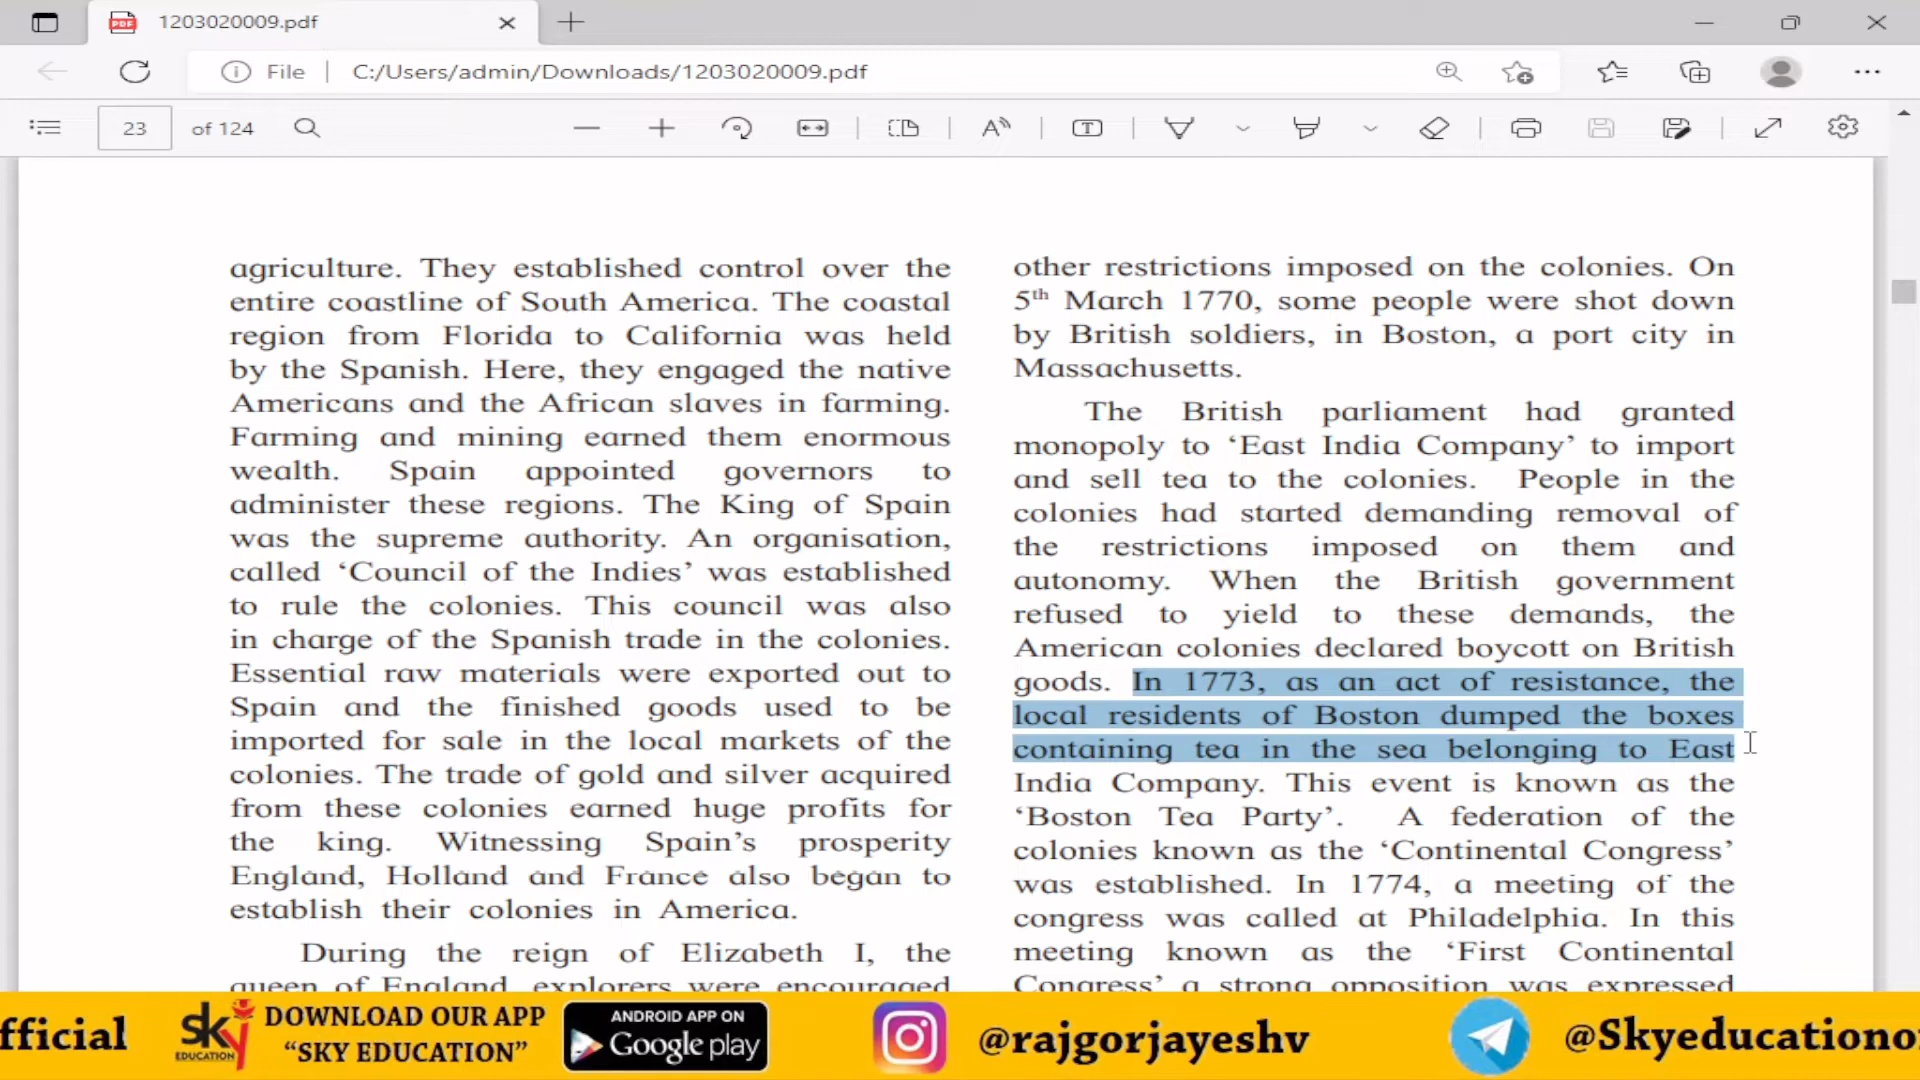 1203020009.pdf
File
C:/Users/admin/Downloads/1203020009.pdf
23 of 124
agriculture. They established control over the
entire coastline of South America. The coastal
region from Florida to California was held
by the Spanish. Here, they engaged the native
Americans and the African slaves in farming.
Farming and mining earned them enormous
wealth. Spain appointed governors to
administer these regions. The King of Spain
was the supreme authority. An organisation,
called ‘Council of the Indies’ was established
to rule the colonies. This council was also
in charge of the Spanish trade in the colonies.
Essential raw materials were exported out to
Spain and the finished goods used to be
imported for sale in the local markets of the
colonies. The trade of gold and silver acquired
from these colonies earned huge profits for
the king. Witnessing Spain’s prosperity
England, Holland and France also began to
establish their colonies in America.
During the reign of Elizabeth I, the
queen of England, explorers were encouraged
other restrictions imposed on the colonies. On
5th March 1770, some people were shot down
by British soldiers, in Boston, a port city in
Massachusetts.
The British parliament had granted
monopoly to ‘East India Company’ to import
and sell tea to the colonies. People in the
colonies had started demanding removal of
the restrictions imposed on them and
autonomy. When the British government
refused to yield to these demands, the
American colonies declared boycott on British
goods. In 1773, as an act of resistance, the
local residents of Boston dumped the boxes
containing tea in the sea belonging to East
India Company. This event is known as the
‘Boston Tea Party’. A federation of the
colonies known as the ‘Continental Congress’
was established. In 1774, a meeting of the
congress was called at Philadelphia. In this
meeting known as the ‘First Continental
Congress’ a strong opposition was expressed
fficial
sky EDUCATION
DOWNLOAD OUR APP
“SKY EDUCATION”
ANDROID APP ON
Google play
@rajgorjayeshv
@Skyeducationo